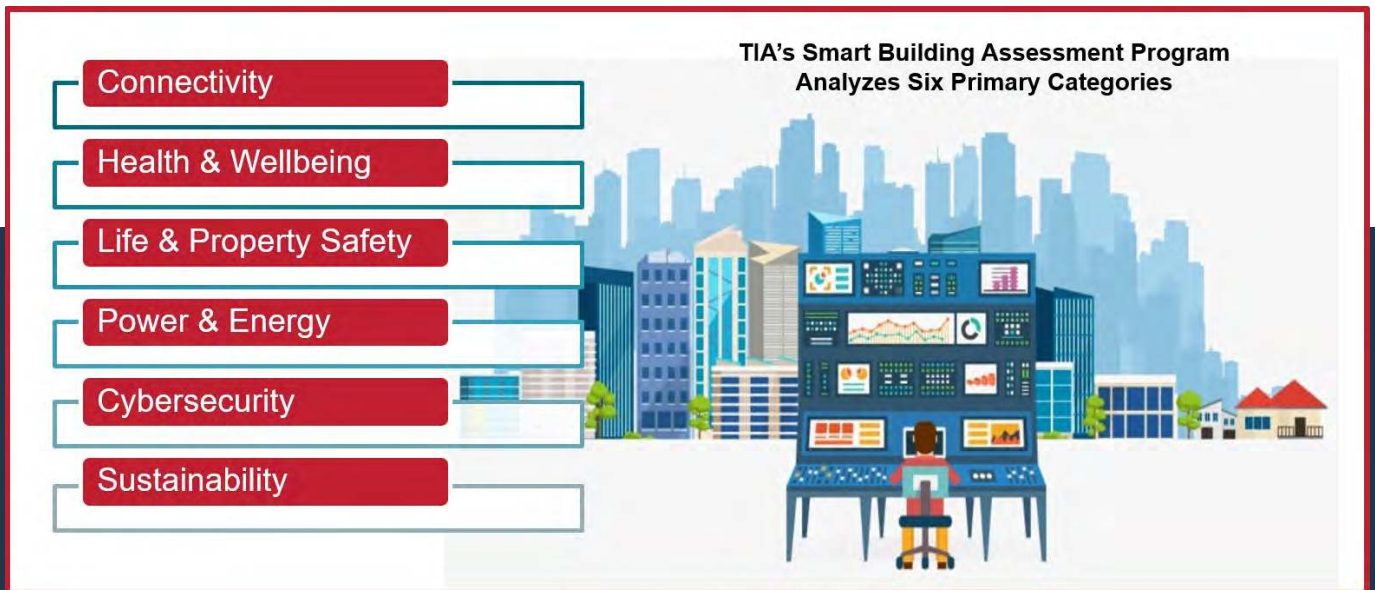 TIA’s Smart Building Assessment Program
Analyzes Six Primary Categories
Connectivity
Health & Wellbeing
Life & Property Safety
Power & Energy
Cybersecurity
Sustainability